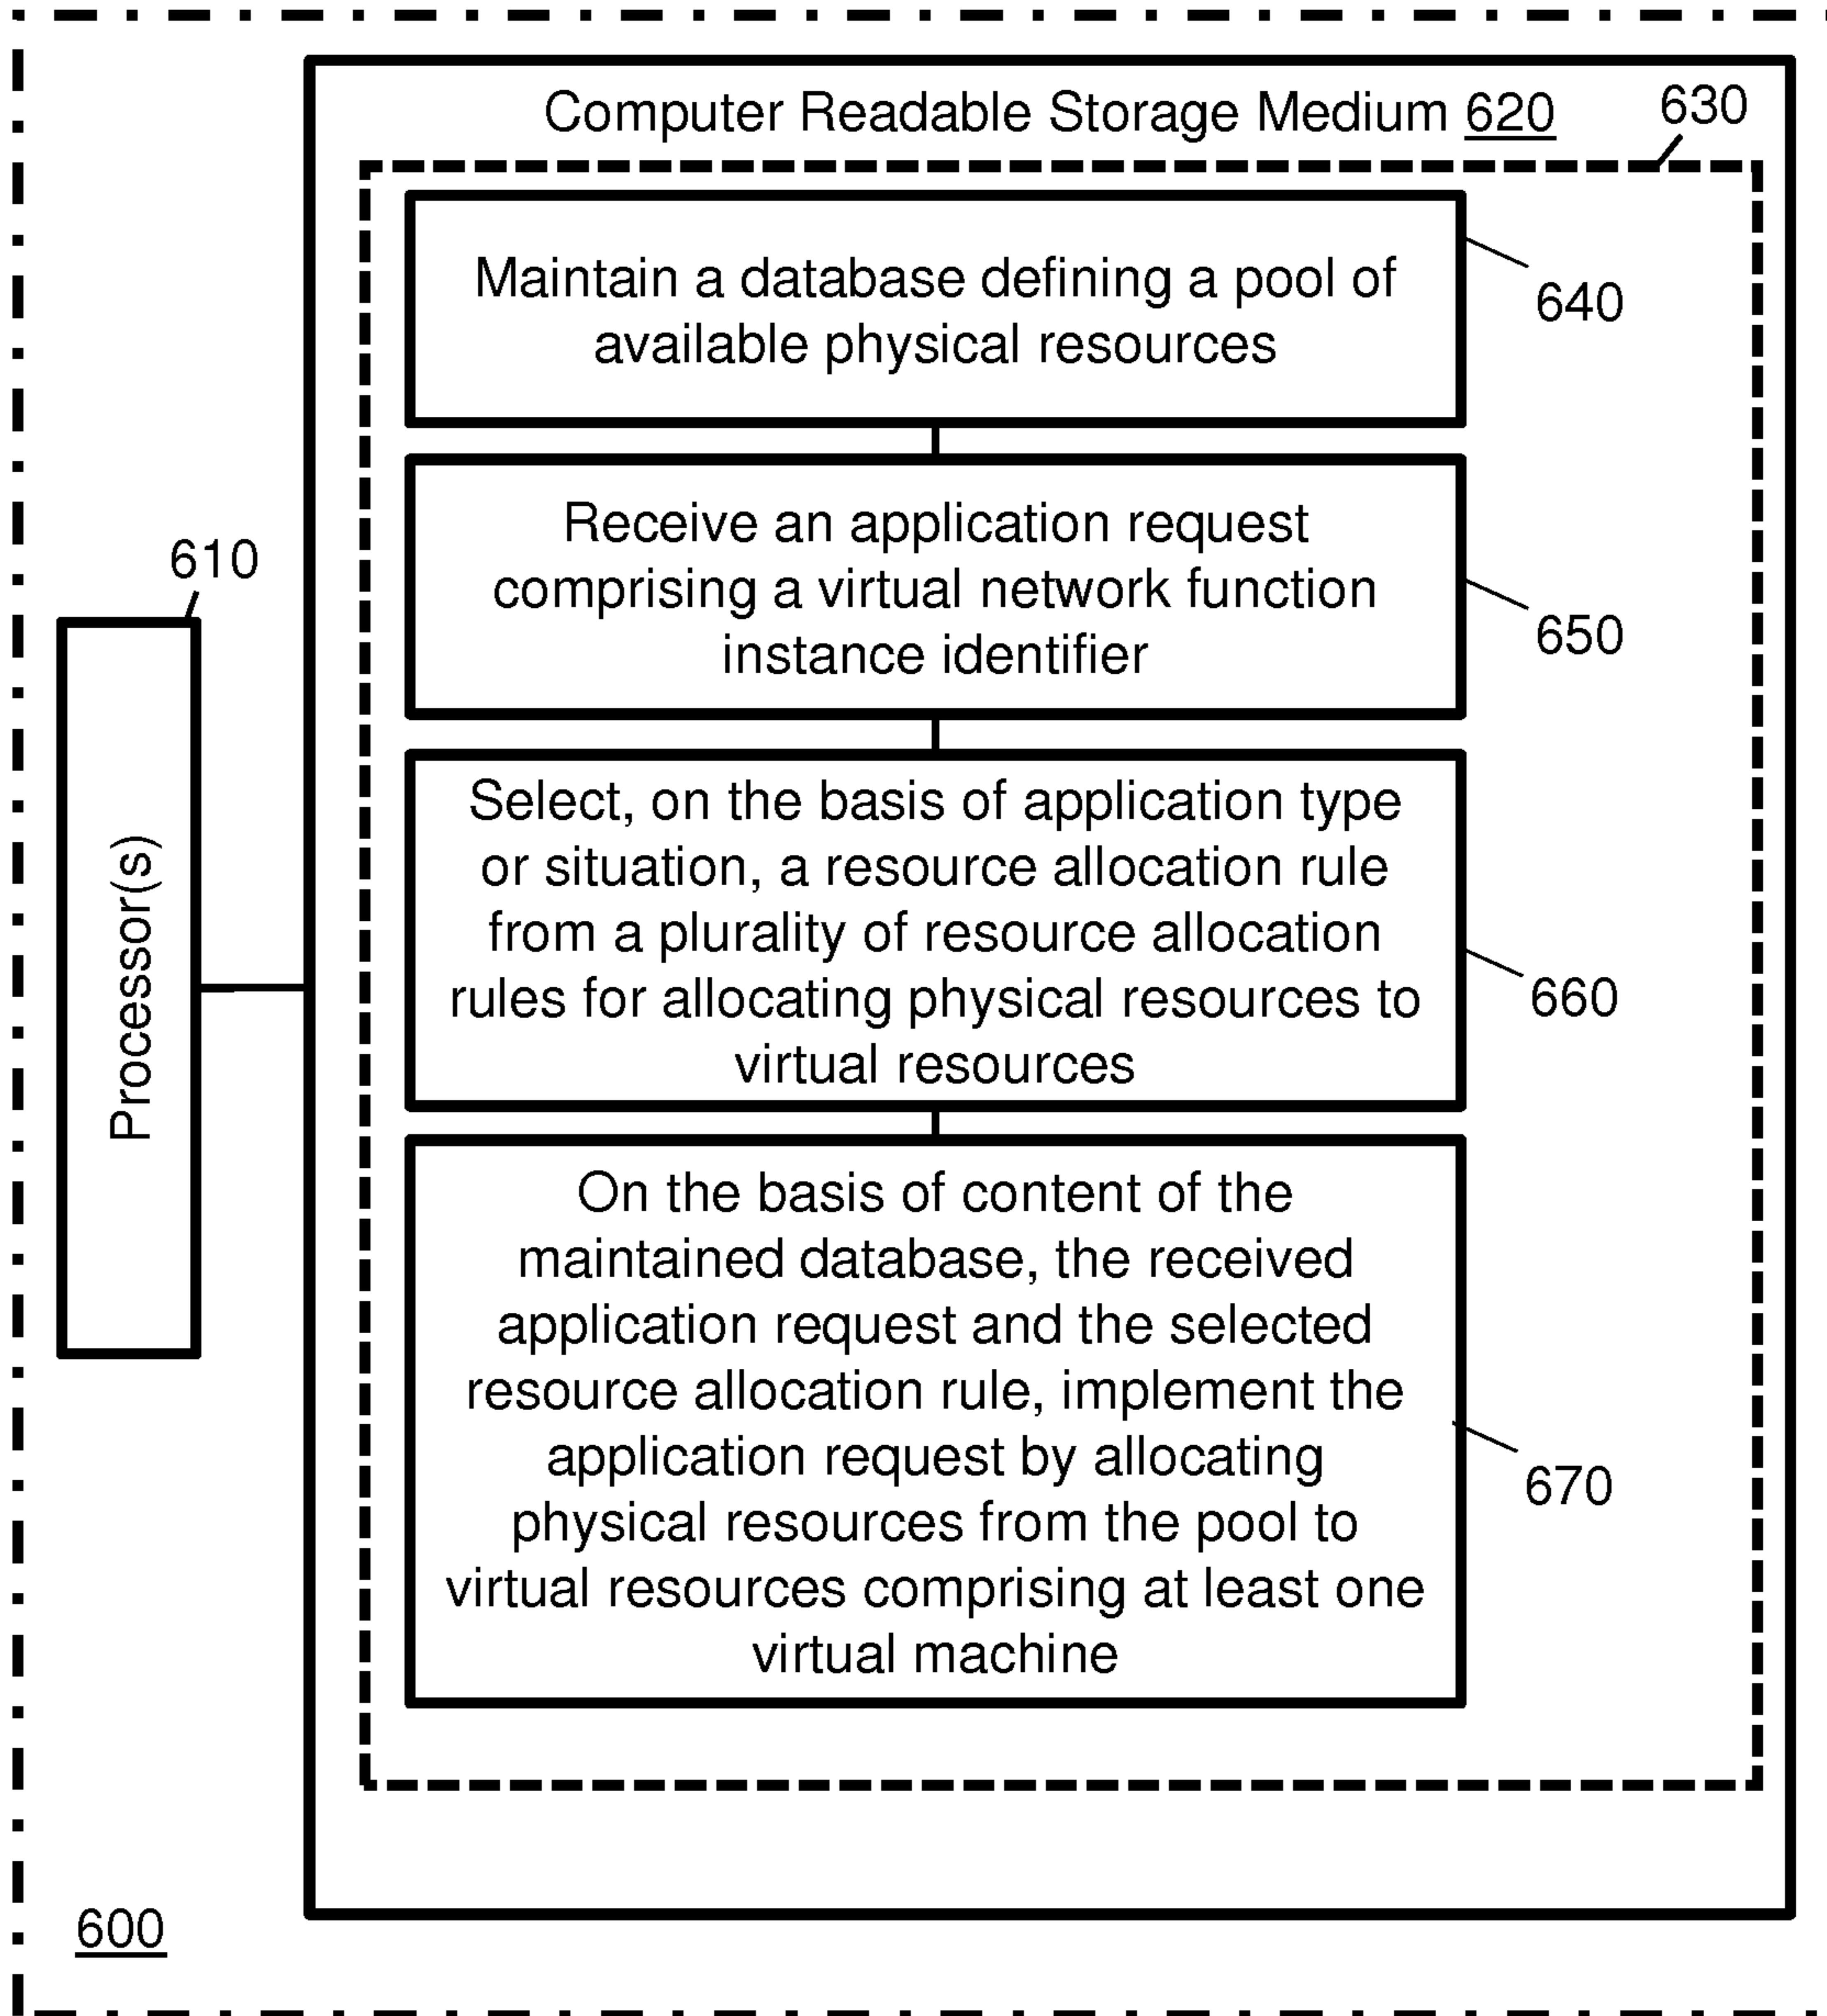 Computer Readable Storage Medium 620
630
Maintain a database defining a pool of
available physical resources
640
Receive an application request
comprising a virtual network function
instance identifier
650
610
Processor(s)
Select, on the basis of application type
or situation, a resource allocation rule
from a plurality of resource allocation
rules for allocating physical resources to
virtual resources
660
On the basis of content of the
maintained database, the received
application request and the selected
resource allocation rule, implement the
application request by allocating
physical resources from the pool to
virtual resources comprising at least one
virtual machine
670
600